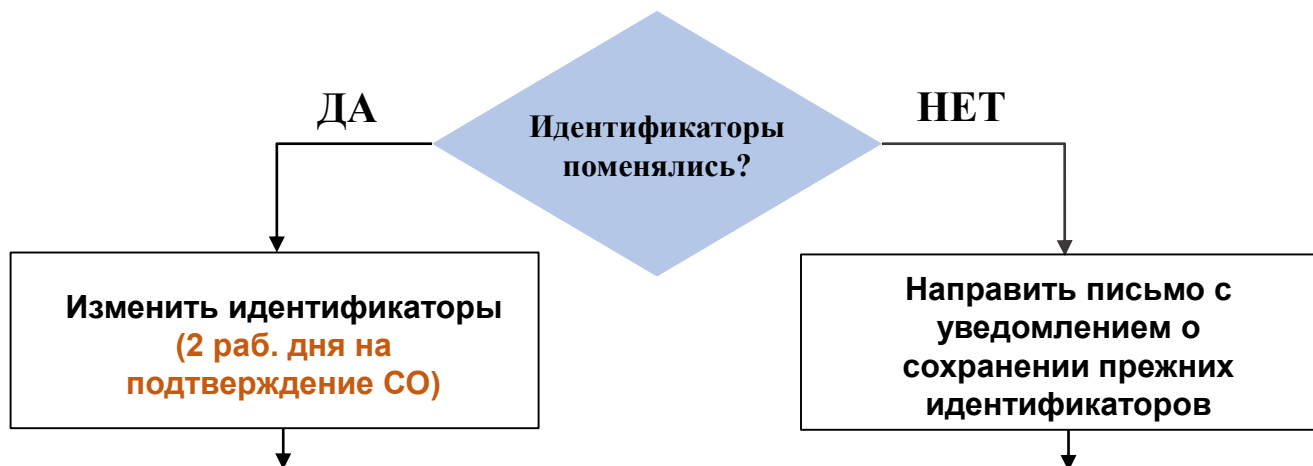 ДА
НЕТ
Идентификаторы
поменялись?
Изменить идентификаторы
(2 раб. дня на
подтверждение СО)
Направить письмо с
уведомлением о
сохранении прежних
идентификаторов